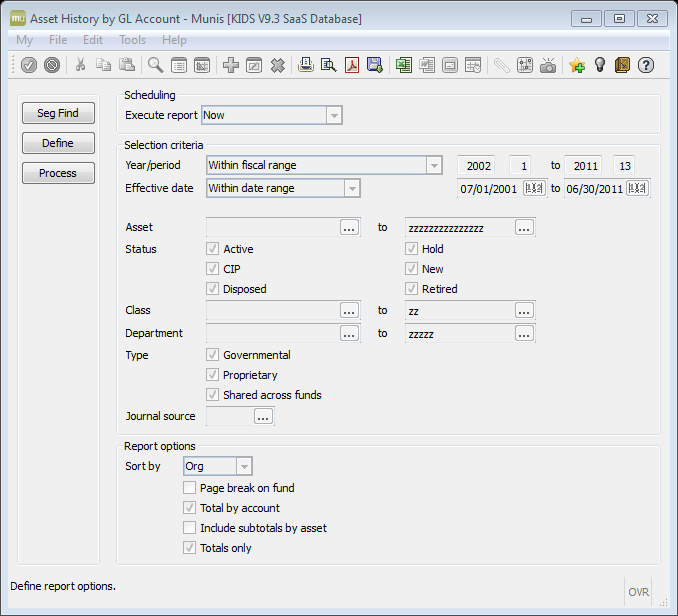 mu Asset History by GL Account - Munis [KIDS V9.3 SaaS Database]
My File Edit Tools Help
Seg Find
Define
Process
Scheduling
Execute report Now
Selection criteria
Year/period Within fiscal range 2002 1 to 2011 13
Effective date Within date range 07/01/2001 to 06/30/2011
Asset ... to zzzzzzzzzzzzzzz ...
Status Active Hold
CIP New
Disposed Retired
Class ... to zz ...
Department ... to zzzzz ...
Type Governmental
Proprietary
Shared across funds
Journal source ...
Report options
Sort by Org
Page break on fund
Total by account
Include subtotals by asset
Totals only
Define report options. OVR